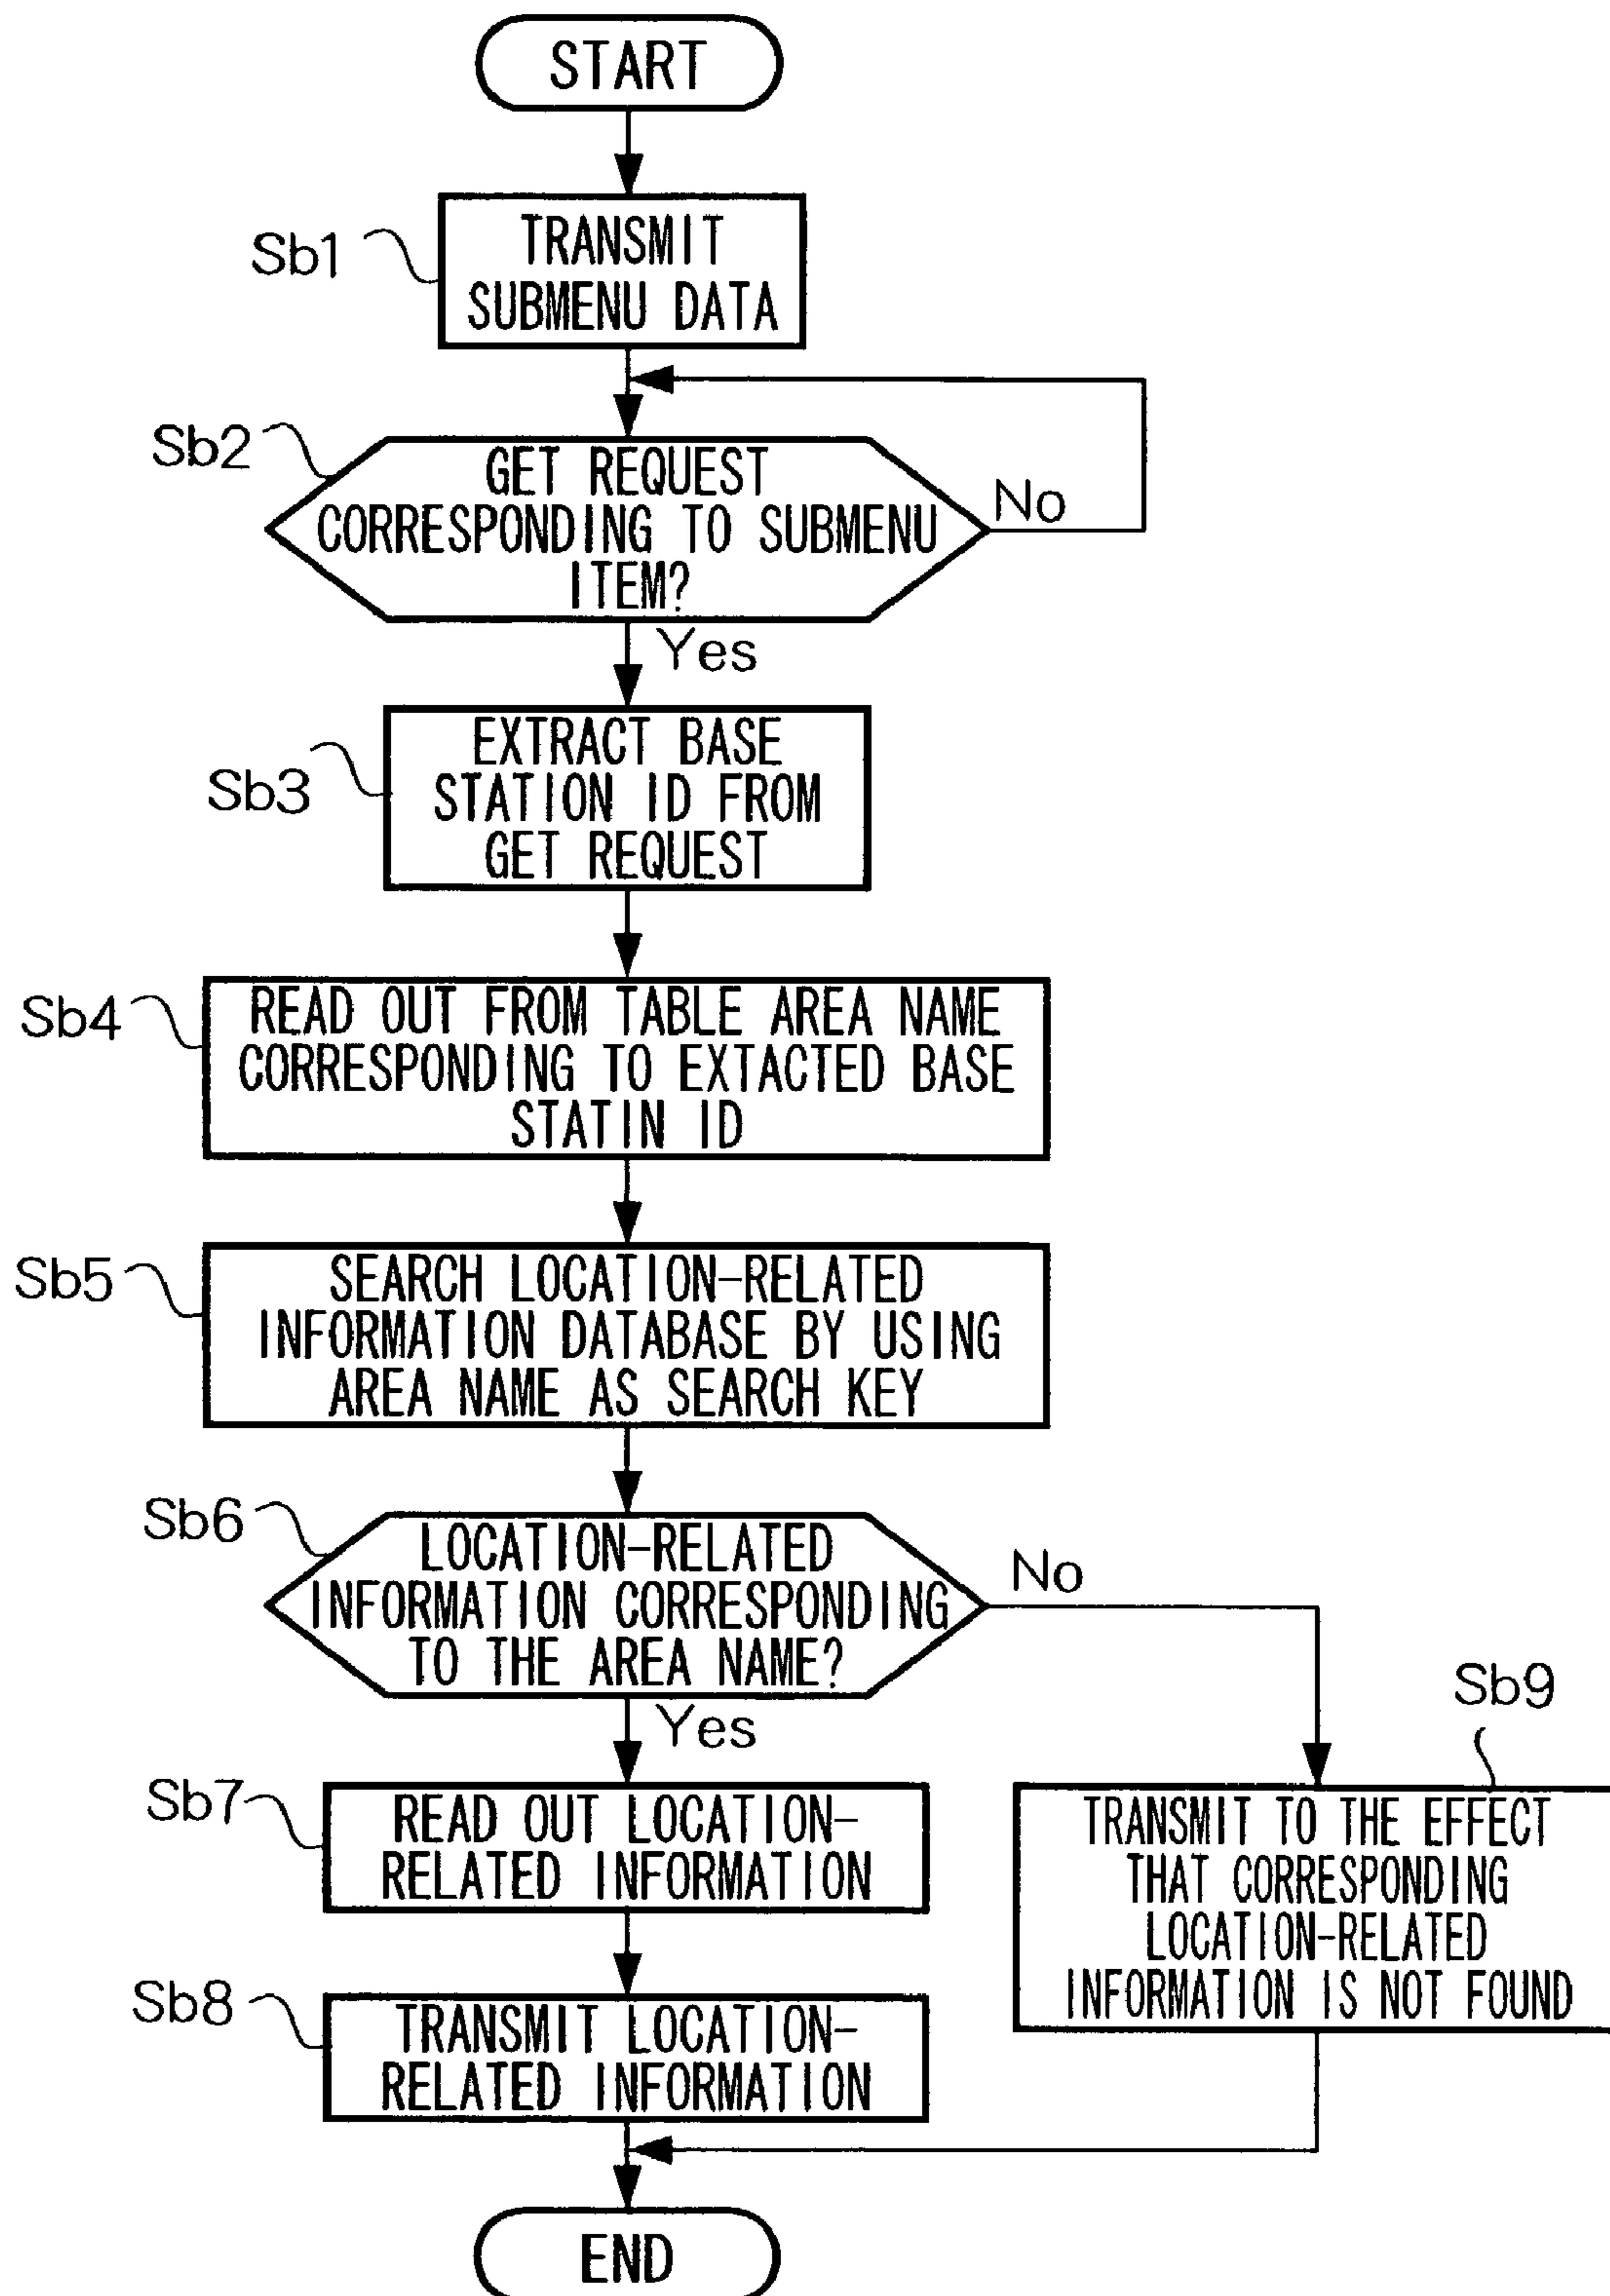 START
Sb1
TRANSMIT
SUBMENU DATA
Sb2
GET REQUEST
CORRESPONDING TO SUBMENU
ITEM?
No
Yes
Sb3
EXTRACT BASE
STATION ID FROM
GET REQUEST
Sb4
READ OUT FROM TABLE AREA NAME
CORRESPONDING TO EXTACTED BASE
STATIN ID
Sb5
SEARCH LOCATION-RELATED
INFORMATION DATABASE BY USING
AREA NAME AS SEARCH KEY
Sb6
LOCATION-RELATED
INFORMATION CORRESPONDING
TO THE AREA NAME?
No
Yes
Sb7
READ OUT LOCATION-
RELATED INFORMATION
Sb8
TRANSMIT LOCATION-
RELATED INFORMATION
Sb9
TRANSMIT TO THE EFFECT
THAT CORRESPONDING
LOCATION-RELATED
INFORMATION IS NOT FOUND
END